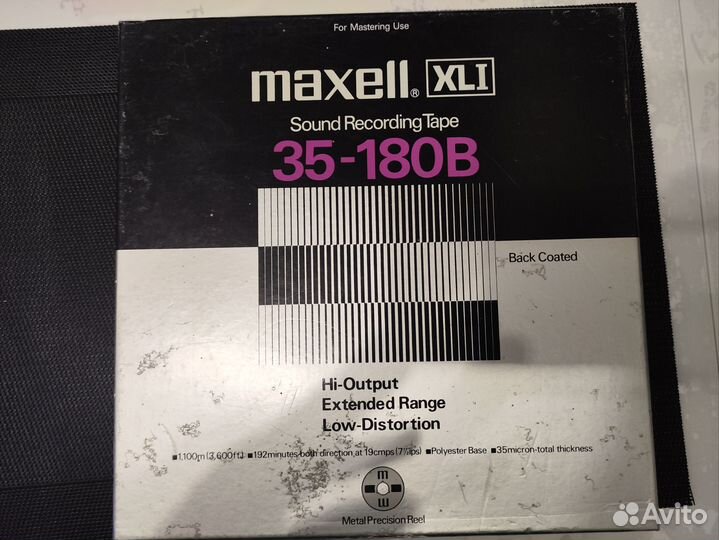 For Mastering Use
maxell® XLI
Sound Recording Tape
35-180B
Back Coated
Hi-Output
Extended Range
Low-Distortion
■1,100m (3,600ft.) ■192minutes both direction, at 19cmps (7½ips) ■Polyester Base ■35micron-total thickness
m
m
Metal Precision Reel
Avito